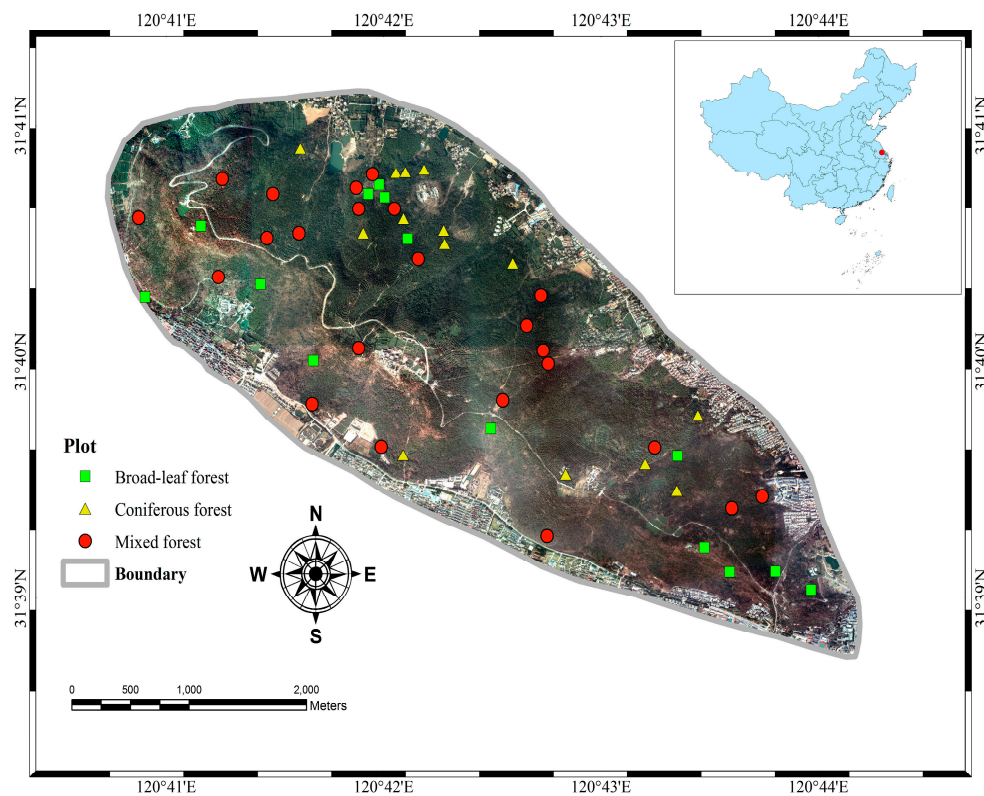 120°41'E 120°42'E 120°43'E 120°44'E
31°41'N 31°41'N
31°40'N 31°40'N
Plot
Broad-leaf forest
Coniferous forest
Mixed forest
Boundary
N
W E
S
31°39'N 31°39'N
0 500 1,000 2,000
Meters
120°41'E 120°42'E 120°43'E 120°44'E